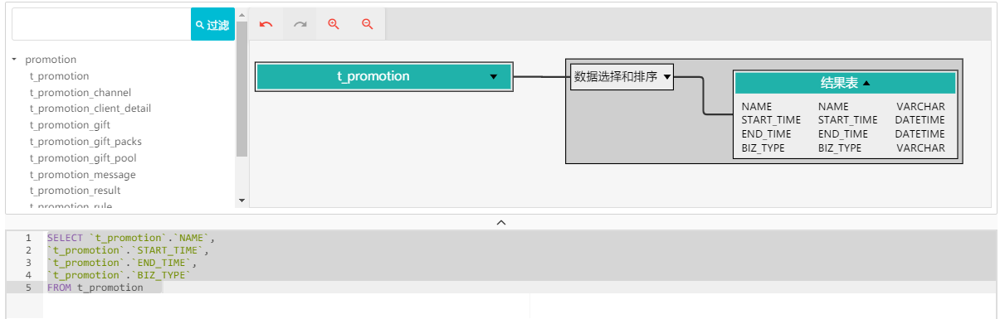 过滤
promotion
t_promotion
t_promotion_channel
t_promotion_client_detail
t_promotion_gift
t_promotion_gift_packs
t_promotion_gift_pool
t_promotion_message
t_promotion_result
t_promotion_rule
t_promotion
数据选择和排序
结果表
NAME NAME VARCHAR
START_TIME START_TIME DATETIME
END_TIME END_TIME DATETIME
BIZ_TYPE BIZ_TYPE VARCHAR
1 SELECT `t_promotion`.`NAME`,
2 `t_promotion`.`START_TIME`,
3 `t_promotion`.`END_TIME`,
4 `t_promotion`.`BIZ_TYPE`
5 FROM t_promotion